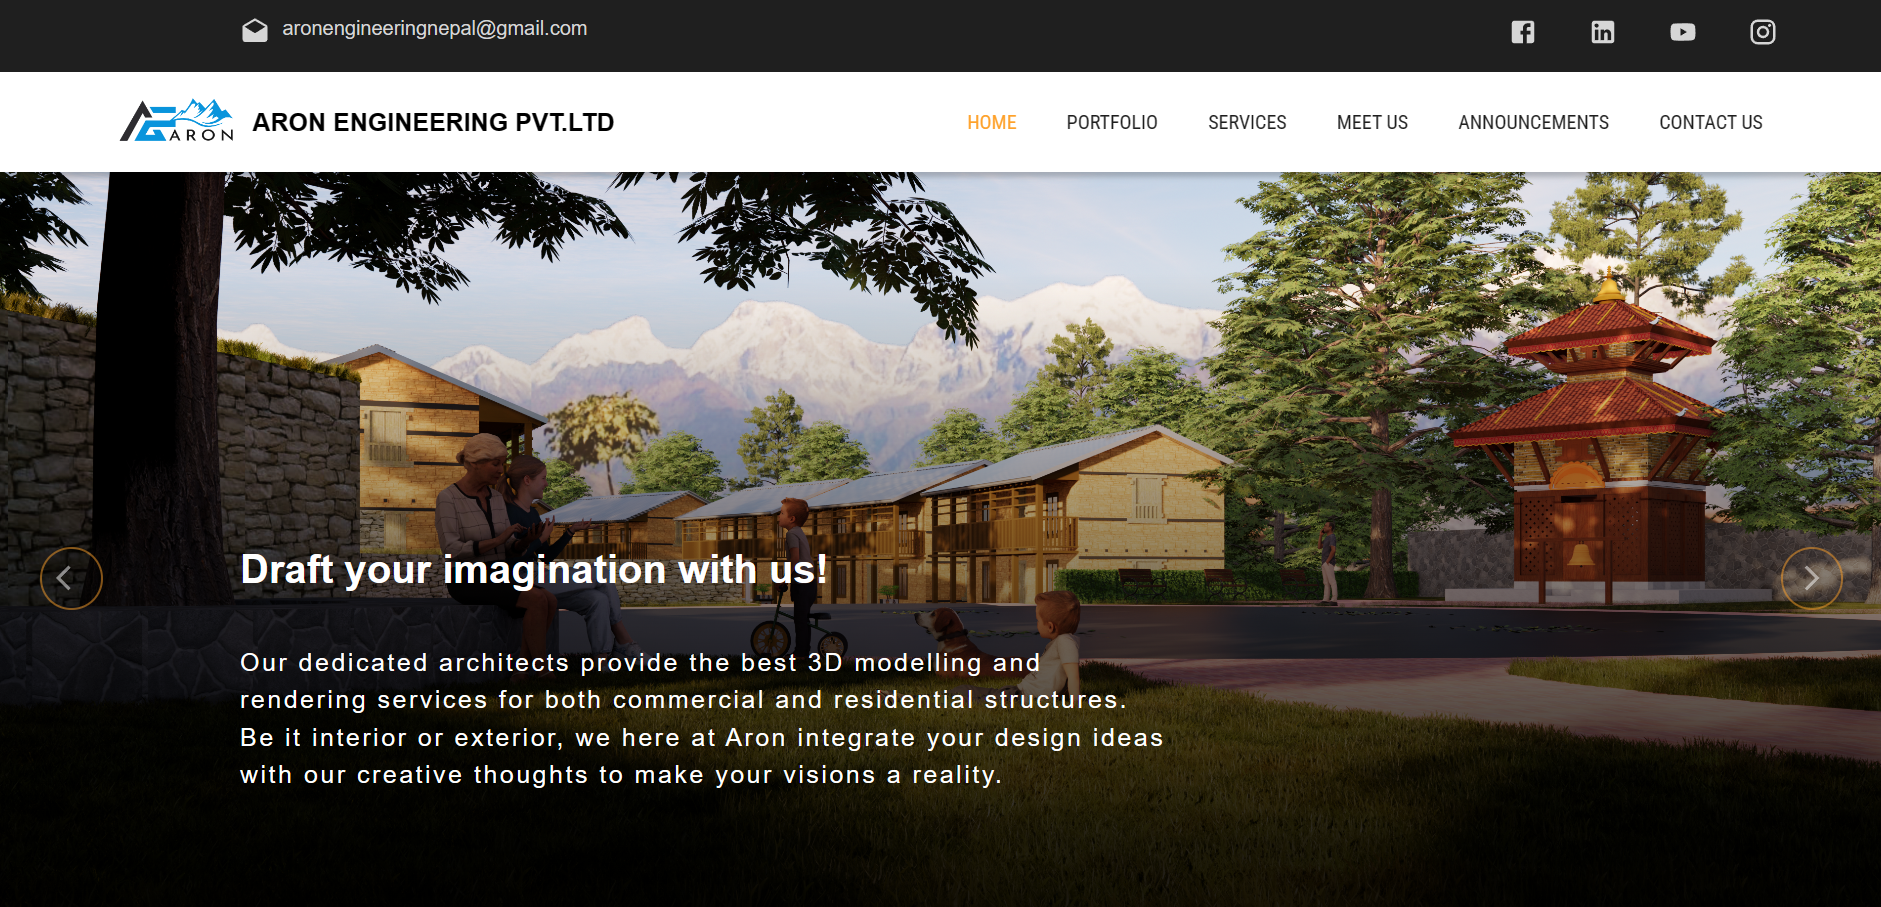 aronengineeringnepal@gmail.com
ARON
ARON ENGINEERING PVT.LTD
HOME
PORTFOLIO
SERVICES
MEET US
ANNOUNCEMENTS
CONTACT US
Draft your imagination with us!
Our dedicated architects provide the best 3D modelling and
rendering services for both commercial and residential structures.
Be it interior or exterior, we here at Aron integrate your design ideas
with our creative thoughts to make your visions a reality.